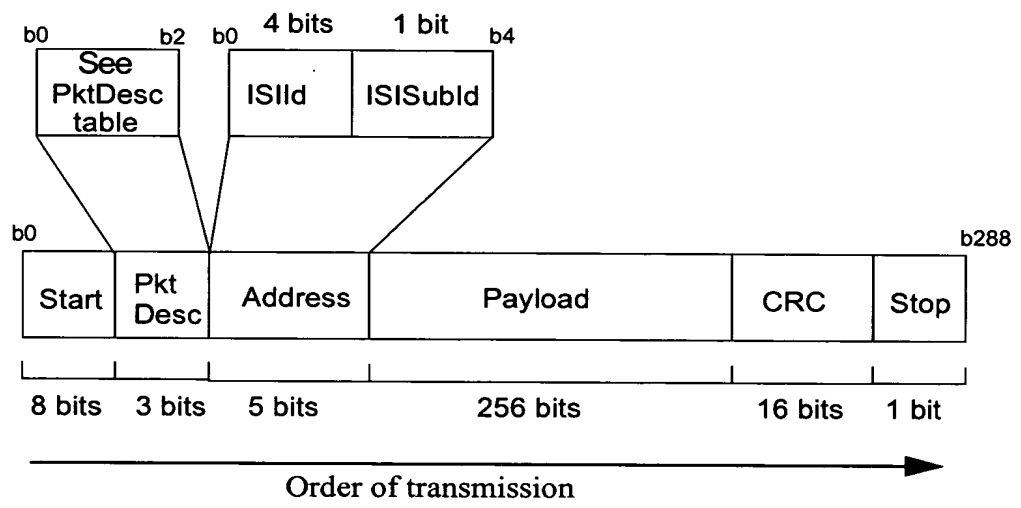 4 bits 1 bit
b0 b2 b0 b4
See
PktDesc
table
ISIId ISISubId
b0 b288
Start Pkt
Desc Address Payload CRC Stop
8 bits 3 bits 5 bits 256 bits 16 bits 1 bit
Order of transmission